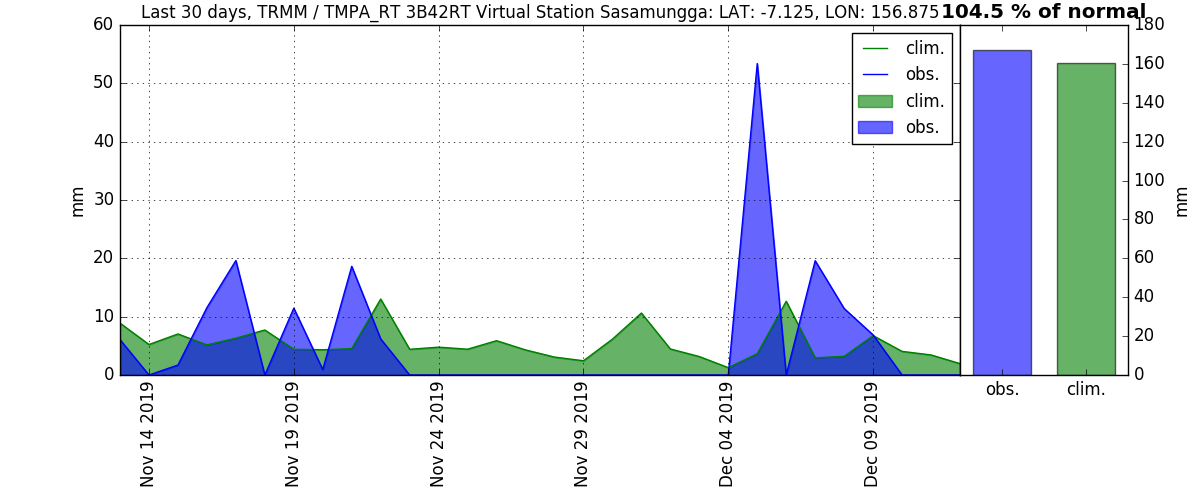 Last 30 days, TRMM / TMPA_RT 3B42RT Virtual Station Sasamungga: LAT: -7.125, LON: 156.875
104.5 % of normal
60
50
40
30
20
10
0
mm
clim.
obs.
clim.
obs.
Nov 14 2019
Nov 19 2019
Nov 24 2019
Nov 29 2019
Dec 04 2019
Dec 09 2019
180
160
140
120
100
80
60
40
20
0
mm
obs.
clim.